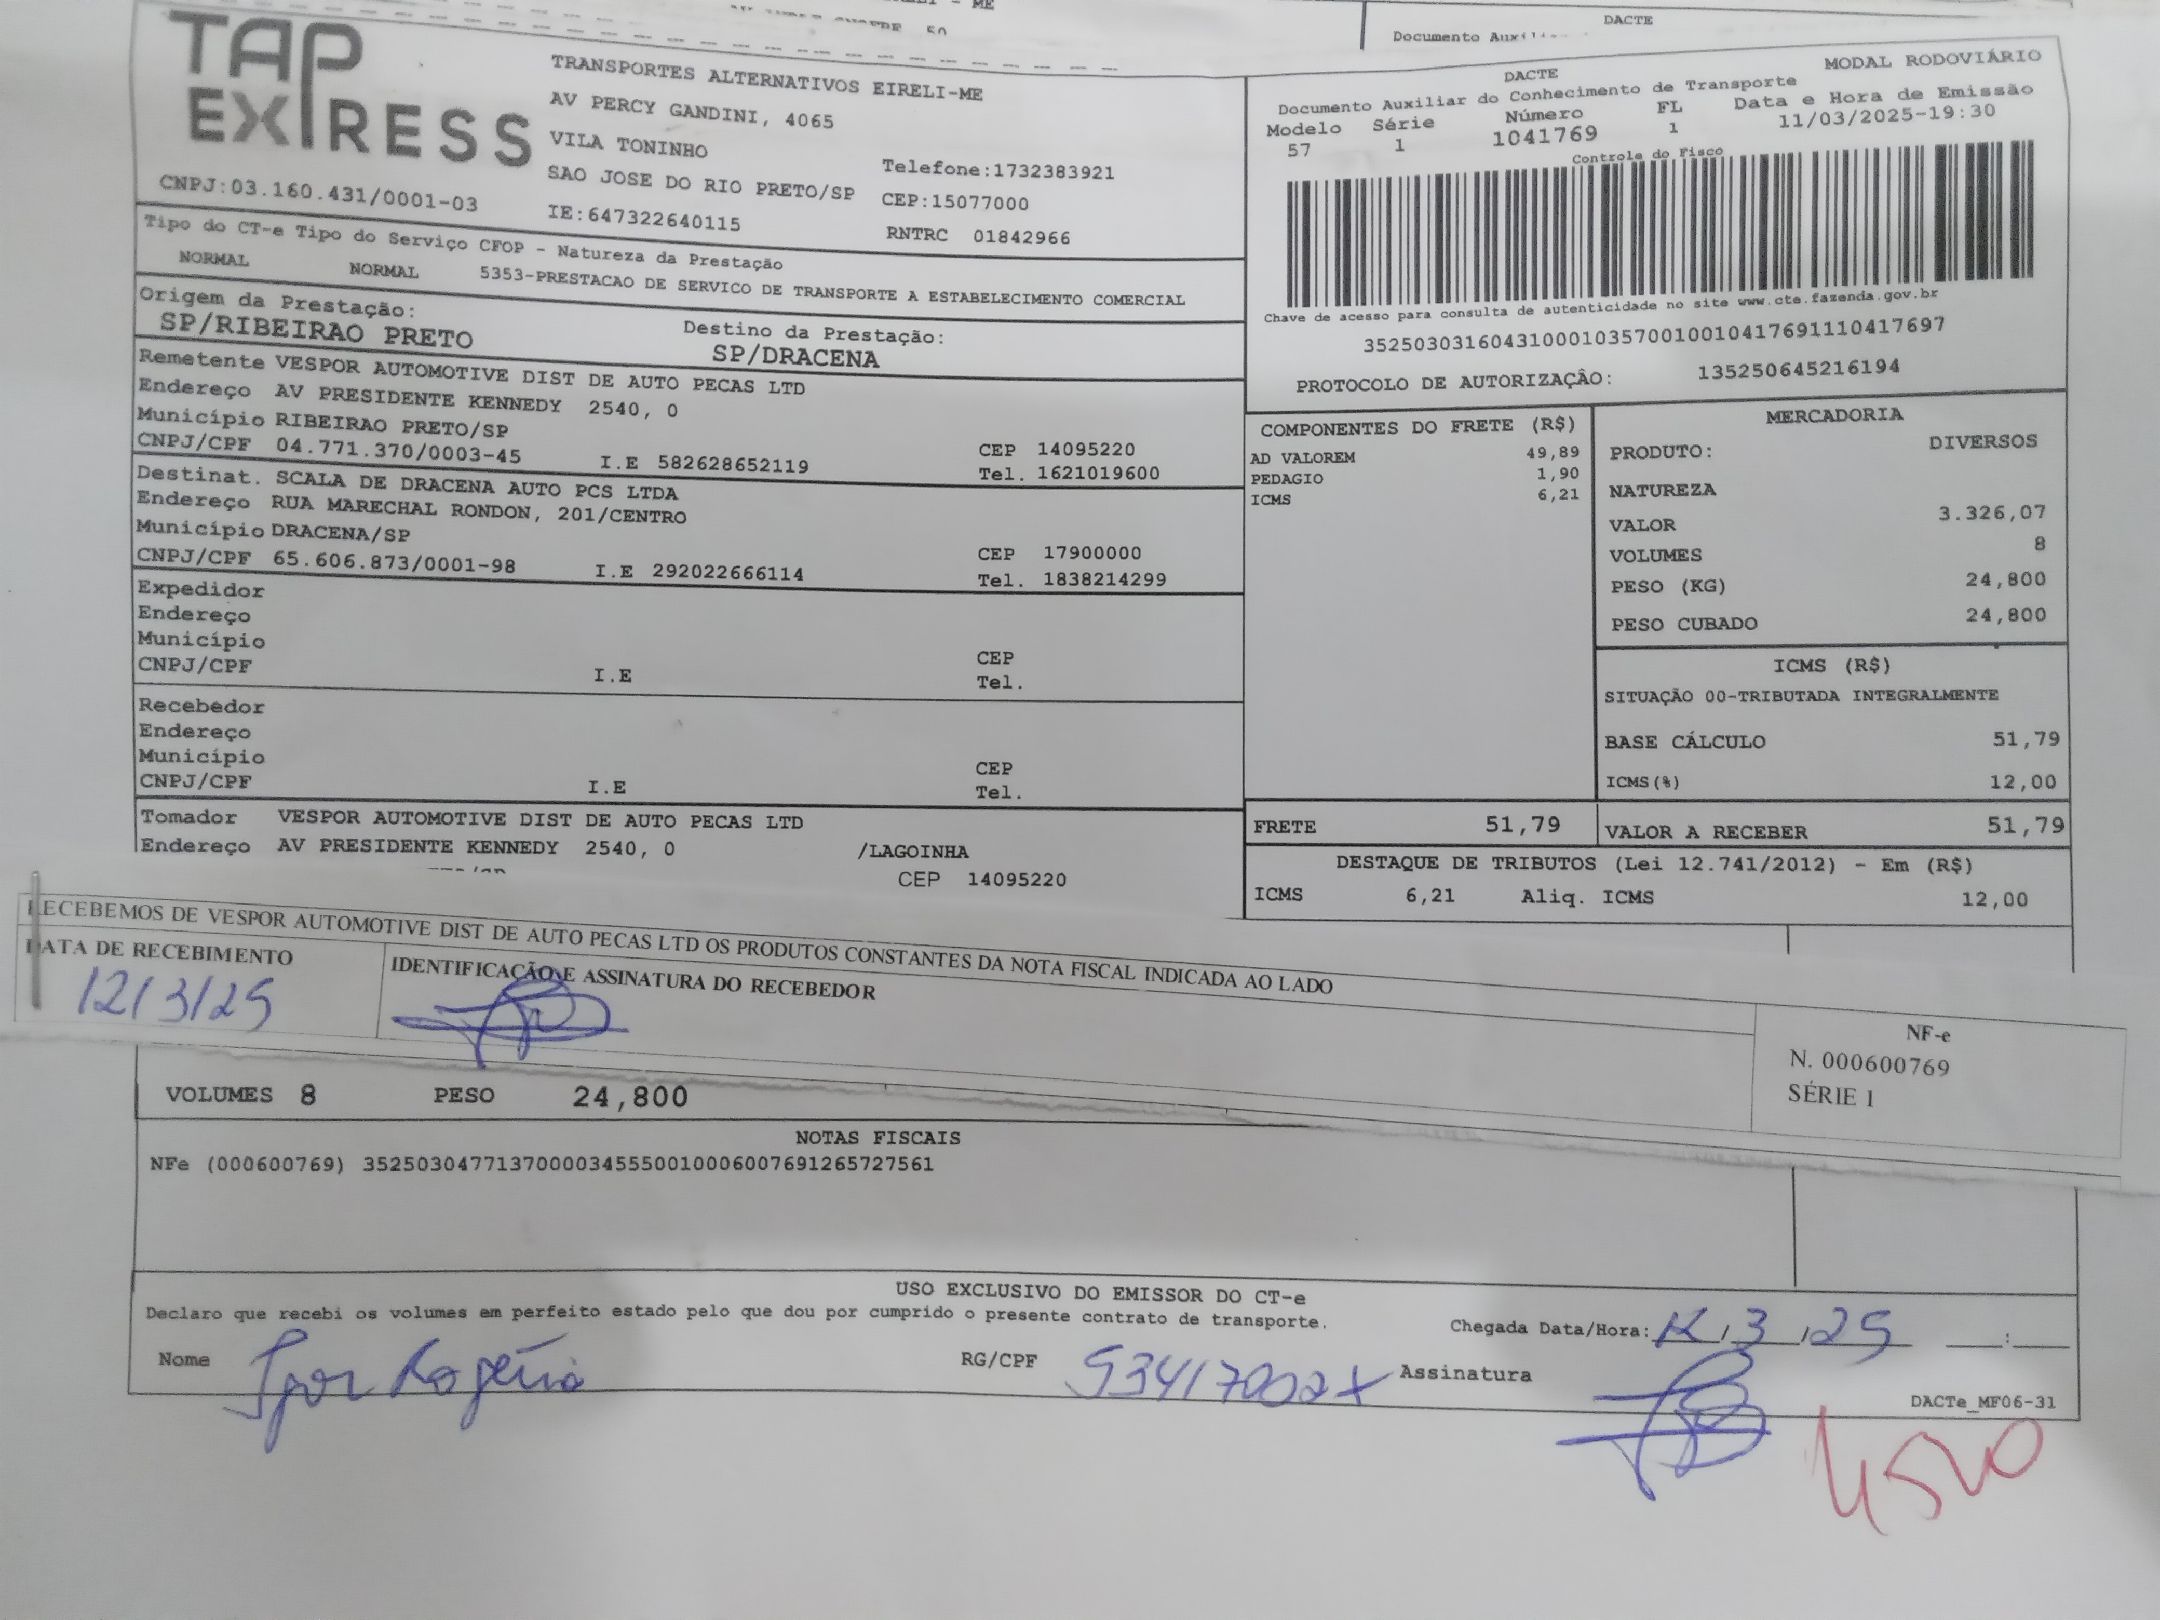 DACTE
TAP
EXPRESS
CNPJ:03.160.431/0001-03
TRANSPORTES ALTERNATIVOS EIRELI-ME
AV PERCY GANDINI, 4065
VILA TONINHO
SAO JOSE DO RIO PRETO/SP
IE:647322640115
Telefone:1732383921
CEP:15077000
RNTRC 01842966
MODAL RODOVIÁRIO
DACTE
Documento Auxiliar do Conhecimento de Transporte
Modelo Série Número FL Data e Hora de Emissão
57 1 1041769 1 11/03/2025-19:30
Controle do Fisco
Chave de acesso para consulta de autenticidade no site www.cte.fazenda.gov.br
35250303160431000103570010010417691110417697
PROTOCOLO DE AUTORIZAÇÂO: 135250645216194
Tipo do CT-e Tipo do Serviço CFOP - Natureza da Prestação
NORMAL NORMAL 5353-PRESTACAO DE SERVICO DE TRANSPORTE A ESTABELECIMENTO COMERCIAL
Origem da Prestação: Destino da Prestação:
SP/RIBEIRAO PRETO SP/DRACENA
Remetente VESPOR AUTOMOTIVE DIST DE AUTO PECAS LTD
Endereço AV PRESIDENTE KENNEDY 2540, 0
Município RIBEIRAO PRETO/SP CEP 14095220
CNPJ/CPF 04.771.370/0003-45 I.E 582628652119 Tel. 1621019600
Destinat. SCALA DE DRACENA AUTO PCS LTDA
Endereço RUA MARECHAL RONDON, 201/CENTRO
Município DRACENA/SP CEP 17900000
CNPJ/CPF 65.606.873/0001-98 I.E 292022666114 Tel. 1838214299
Expedidor
Endereço
Município CEP
CNPJ/CPF I.E Tel.
Recebedor
Endereço
Município CEP
CNPJ/CPF I.E Tel.
Tomador VESPOR AUTOMOTIVE DIST DE AUTO PECAS LTD
Endereço AV PRESIDENTE KENNEDY 2540, 0 /LAGOINHA
CEP 14095220
COMPONENTES DO FRETE (R$)
AD VALOREM 49,89
PEDAGIO 1,90
ICMS 6,21
MERCADORIA
PRODUTO: DIVERSOS
NATUREZA
VALOR 3.326,07
VOLUMES 8
PESO (KG) 24,800
PESO CUBADO 24,800
ICMS (R$)
SITUAÇÃO 00-TRIBUTADA INTEGRALMENTE
BASE CÁLCULO 51,79
ICMS(%) 12,00
FRETE 51,79 VALOR A RECEBER 51,79
DESTAQUE DE TRIBUTOS (Lei 12.741/2012) - Em (R$)
ICMS 6,21 Aliq. ICMS 12,00
RECEBEMOS DE VESPOR AUTOMOTIVE DIST DE AUTO PECAS LTD OS PRODUTOS CONSTANTES DA NOTA FISCAL INDICADA AO LADO
DATA DE RECEBIMENTO IDENTIFICAÇÃO E ASSINATURA DO RECEBEDOR
12/3/25
NF-e
N. 000600769
SÉRIE 1
VOLUMES 8 PESO 24,800
NOTAS FISCAIS
NFe (000600769) 35250304771370000345550010006007691265727561
USO EXCLUSIVO DO EMISSOR DO CT-e
Declaro que recebi os volumes em perfeito estado pelo que dou por cumprido o presente contrato de transporte.
Chegada Data/Hora: 12/3/25 :
Nome Igor Rogério RG/CPF 53417002X Assinatura
DACTe_MF06-31